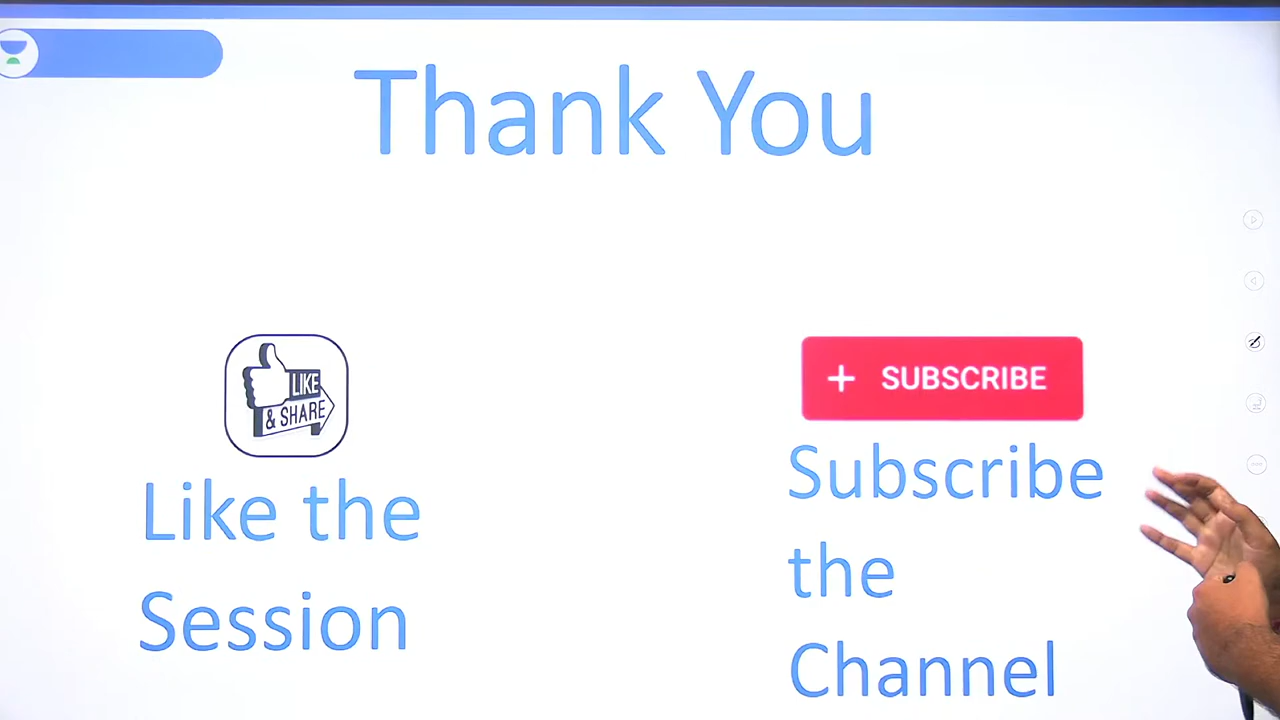 Thank You
LIKE
& SHARE
Like the
Session
+ SUBSCRIBE
Subscribe
the
Channel